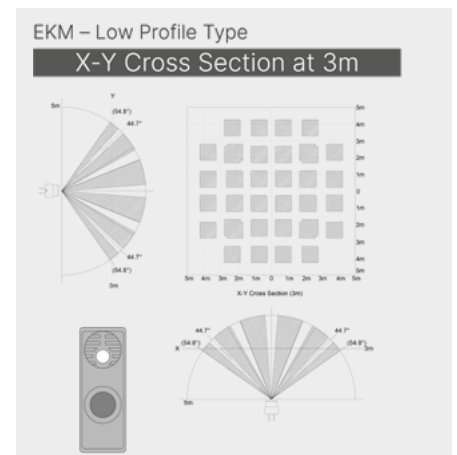 EKM – Low Profile Type
X-Y Cross Section at 3m
Y
5m
(54.8°)
44.7°
44.7°
(54.8°)
3m
5m
4m
3m
2m
1m
0
1m
2m
3m
4m
5m
5m 4m 3m 2m 1m 0 1m 2m 3m 4m 5m
X-Y Cross Section (3m)
44.7° 44.7°
X (54.8°) (54.8°) 3m
5m